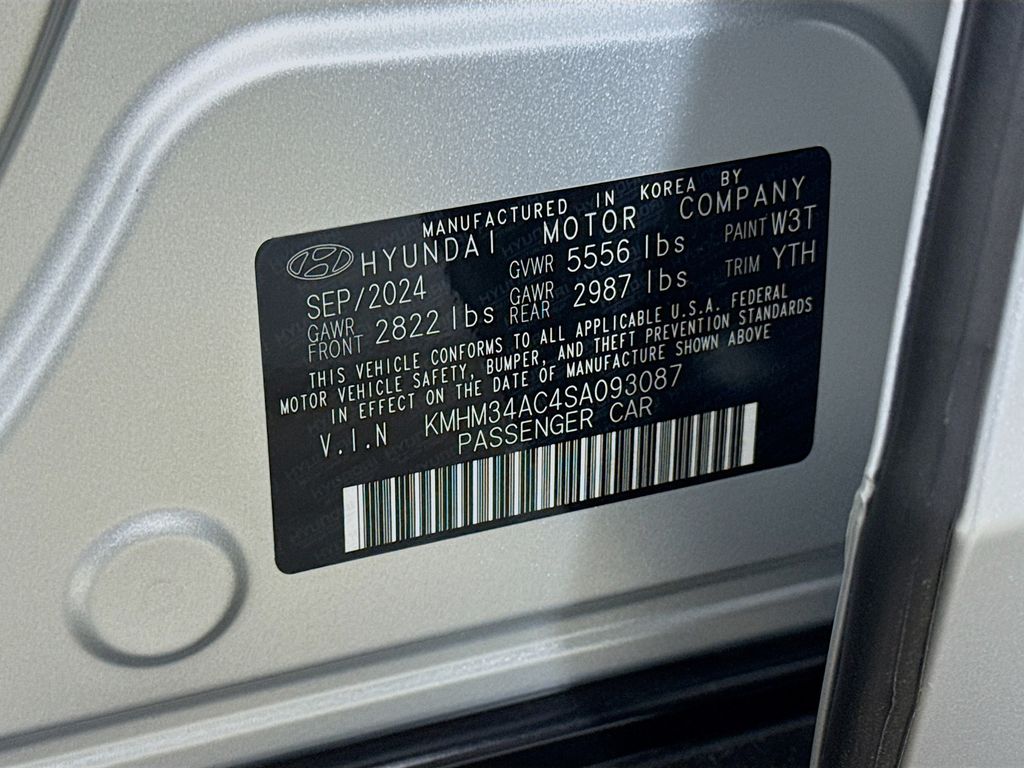 MANUFACTURED IN KOREA BY
HYUNDAI MOTOR COMPANY
SEP/2024 GVWR 5556 lbs PAINT W3T
GAWR FRONT 2822 lbs GAWR REAR 2987 lbs TRIM YTH
THIS VEHICLE CONFORMS TO ALL APPLICABLE U.S.A. FEDERAL
MOTOR VEHICLE SAFETY, BUMPER, AND THEFT PREVENTION STANDARDS
IN EFFECT ON THE DATE OF MANUFACTURE SHOWN ABOVE
V.I.N KMHM34AC4SA093087
PASSENGER CAR